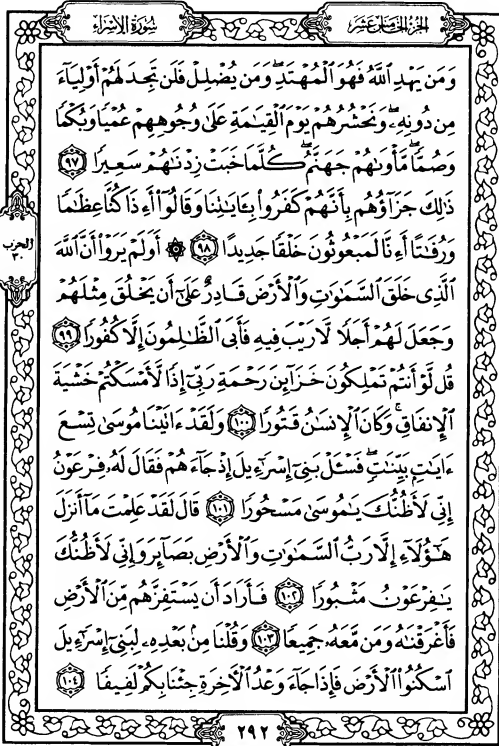 سورة الإسراء
الجزء الخامس عشر
وَمَن يَهْدِ ٱللَّهُ فَهُوَ ٱلْمُهْتَدِ ۖ وَمَن يُضْلِلْ فَلَن تَجِدَ لَهُمْ أَوْلِيَآءَ
مِن دُونِهِۦ ۖ وَنَحْشُرُهُمْ يَوْمَ ٱلْقِيَـٰمَةِ عَلَىٰ وُجُوهِهِمْ عُمْيًا وَبُكْمًا
وَصُمًّا ۖ مَّأْوَىٰهُمْ جَهَنَّمُ ۖ كُلَّمَا خَبَتْ زِدْنَـٰهُمْ سَعِيرًا ٩٧
ذَٰلِكَ جَزَآؤُهُم بِأَنَّهُمْ كَفَرُوا۟ بِـَٔايَـٰتِنَا وَقَالُوٓا۟ أَءِذَا كُنَّا عِظَـٰمًا
وَرُفَـٰتًا أَءِنَّا لَمَبْعُوثُونَ خَلْقًا جَدِيدًا ٩٨ ۞ أَوَلَمْ يَرَوْا۟ أَنَّ ٱللَّهَ
ٱلَّذِى خَلَقَ ٱلسَّمَـٰوَٰتِ وَٱلْأَرْضَ قَادِرٌ عَلَىٰٓ أَن يَخْلُقَ مِثْلَهُمْ
وَجَعَلَ لَهُمْ أَجَلًا لَّا رَيْبَ فِيهِ فَأَبَى ٱلظَّـٰلِمُونَ إِلَّا كُفُورًا ٩٩
قُل لَّوْ أَنتُمْ تَمْلِكُونَ خَزَآئِنَ رَحْمَةِ رَبِّىٓ إِذًا لَّأَمْسَكْتُمْ خَشْيَةَ
ٱلْإِنفَاقِ ۚ وَكَانَ ٱلْإِنسَـٰنُ قَتُورًا ١٠٠ وَلَقَدْ ءَاتَيْنَا مُوسَىٰ تِسْعَ
ءَايَـٰتٍۭ بَيِّنَـٰتٍ ۖ فَسْـَٔلْ بَنِىٓ إِسْرَٰٓءِيلَ إِذْ جَآءَهُمْ فَقَالَ لَهُۥ فِرْعَوْنُ
إِنِّى لَأَظُنُّكَ يَـٰمُوسَىٰ مَسْحُورًا ١٠١ قَالَ لَقَدْ عَلِمْتَ مَآ أَنزَلَ
هَـٰٓؤُلَآءِ إِلَّا رَبُّ ٱلسَّمَـٰوَٰتِ وَٱلْأَرْضِ بَصَآئِرَ وَإِنِّى لَأَظُنُّكَ
يَـٰفِرْعَوْنُ مَثْبُورًا ١٠٢ فَأَرَادَ أَن يَسْتَفِزَّهُم مِّنَ ٱلْأَرْضِ
فَأَغْرَقْنَـٰهُ وَمَن مَّعَهُۥ جَمِيعًا ١٠٣ وَقُلْنَا مِنۢ بَعْدِهِۦ لِبَنِىٓ إِسْرَٰٓءِيلَ
ٱسْكُنُوا۟ ٱلْأَرْضَ فَإِذَا جَآءَ وَعْدُ ٱلْـَٔاخِرَةِ جِئْنَا بِكُمْ لَفِيفًا ١٠٤
الحزب
٣٠
٢٩٢